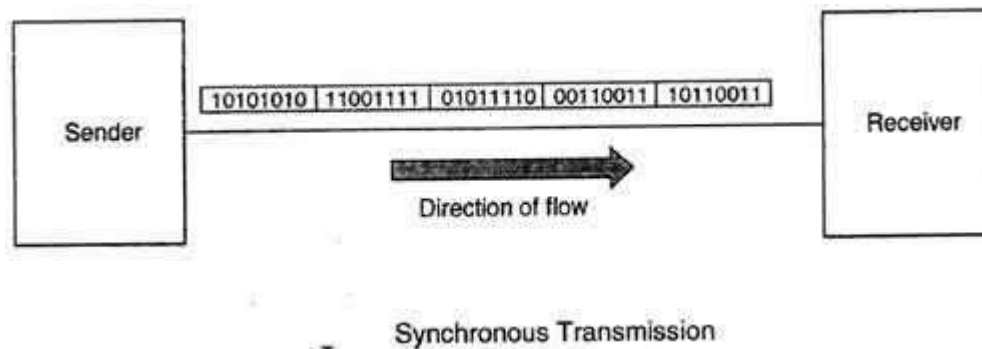 10101010 11001111 01011110 00110011 10110011
Sender
Receiver
Direction of flow
Synchronous Transmission